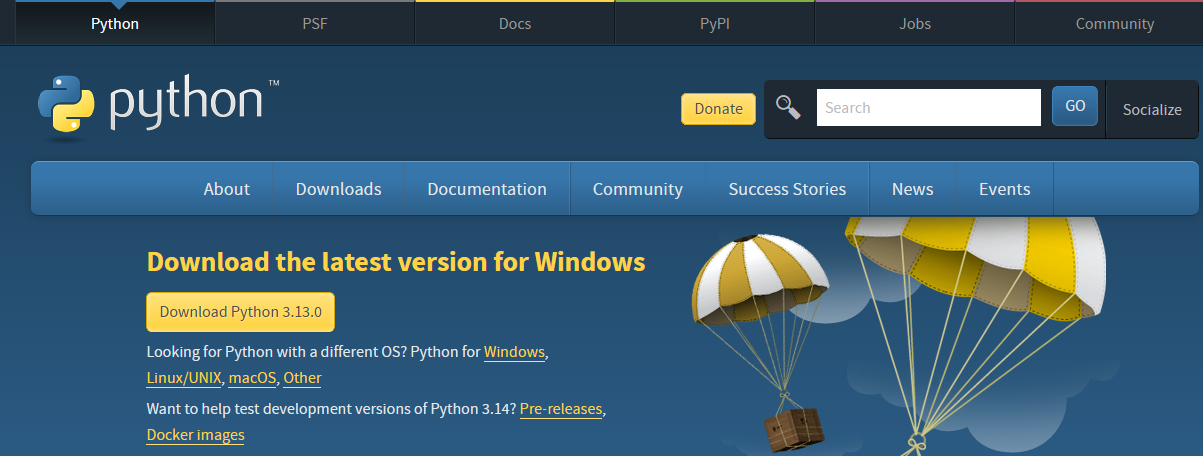 Python PSF Docs PyPI Jobs Community
python™
Donate Search GO Socialize
About Downloads Documentation Community Success Stories News Events
Download the latest version for Windows
Download Python 3.13.0
Looking for Python with a different OS? Python for Windows,
Linux/UNIX, macOS, Other
Want to help test development versions of Python 3.14? Pre-releases,
Docker images